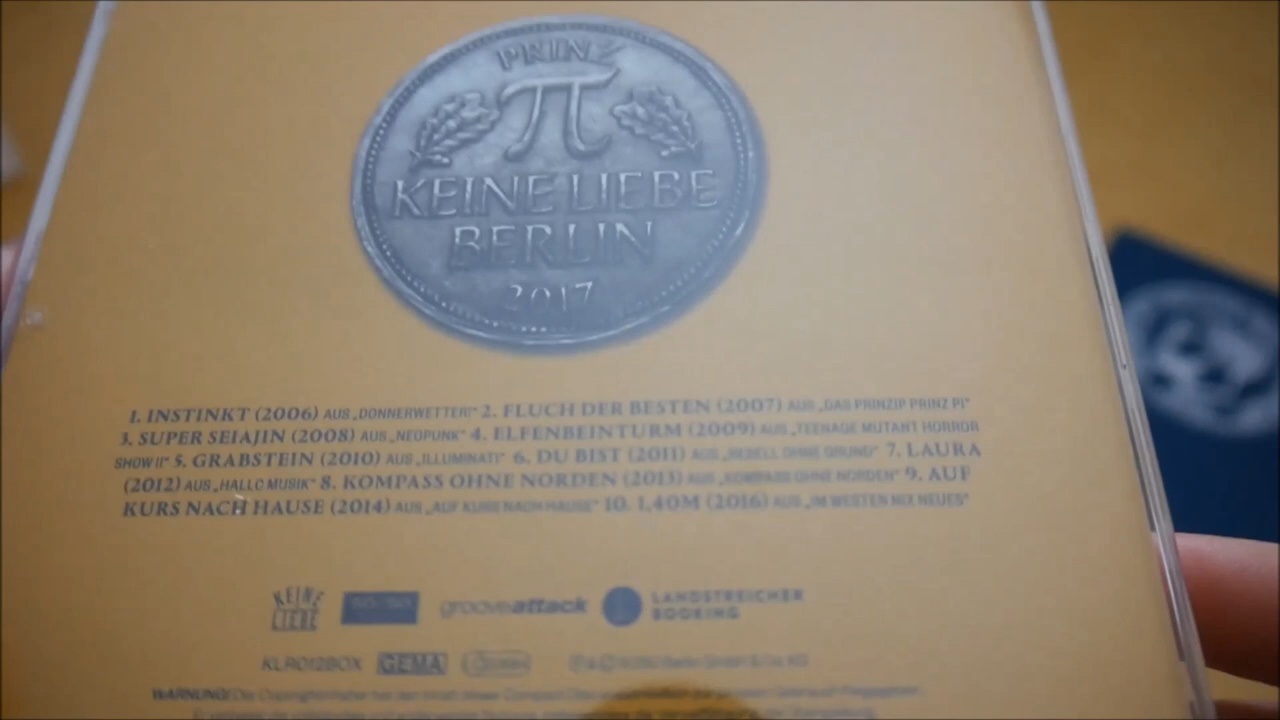 PRINZ
π
KEINE LIEBE
BERLIN
2017
1. INSTINKT (2006) AUS „DONNERWETTER!" 2. FLUCH DER BESTEN (2007) AUS „DAS PRINZIP PRINZ PI"
3. SUPER SEIAJIN (2008) AUS „NEOPUNK" 4. ELFENBEINTURM (2009) AUS „TEENAGE MUTANT HORROR
SHOW II" 5. GRABSTEIN (2010) AUS „ILLUMINATI" 6. DU BIST (2011) AUS „REBELL OHNE GRUND" 7. LAURA
(2012) AUS „HALLO MUSIK" 8. KOMPASS OHNE NORDEN (2013) AUS „KOMPASS OHNE NORDEN" 9. AUF
KURS NACH HAUSE (2014) AUS „AUF KURS NACH HAUSE" 10. 1,40M (2016) AUS „IM WESTEN NIX NEUES"
KEINE LIEBE grooveattack LANDSTREICHER BOOKING
KLR012BOX GEMA
WARNUNG! Die